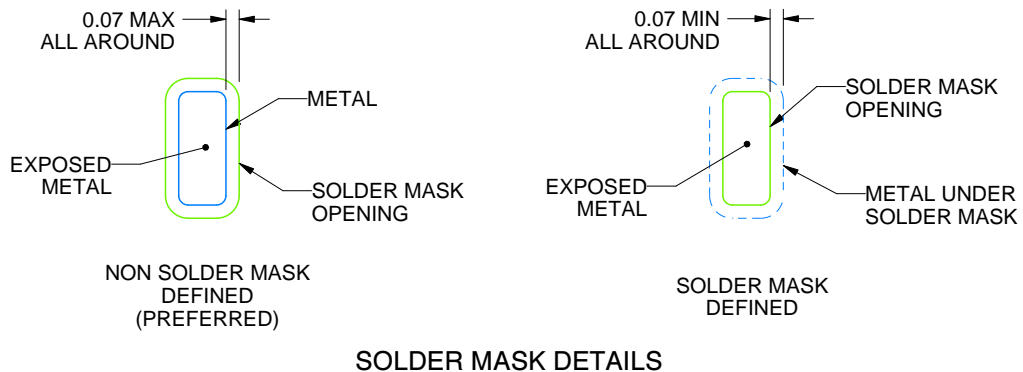 0.07 MAX
ALL AROUND
METAL
EXPOSED
METAL
SOLDER MASK
OPENING
NON SOLDER MASK
DEFINED
(PREFERRED)
0.07 MIN
ALL AROUND
SOLDER MASK
OPENING
EXPOSED
METAL
METAL UNDER
SOLDER MASK
SOLDER MASK
DEFINED
SOLDER MASK DETAILS